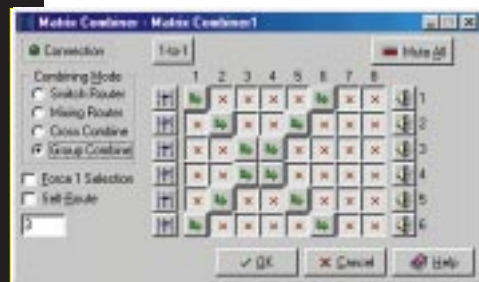 Matrix Combiner - Matrix Combiner1
Connection
1-to-1
Mute All
Combining Mode
Switch Router
Mixing Router
Cross Combine
Group Combine
Force 1 Selection
Self-Route
3
1 2 3 4 5 6 7 8
1
2
3
4
5
6
OK
Cancel
Help